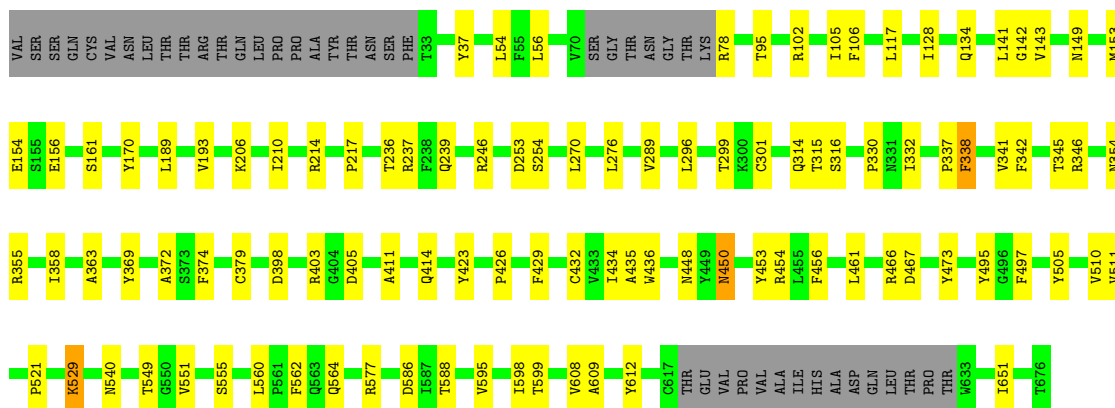 VAL SER SER GLN CYS VAL ASN LEU THR THR ARG THR GLN LEU PRO PRO ALA TYR THR ASN SER PHE T33 Y37 L54 F55 L56 V70 SER GLY THR ASN GLY THR LYS R78 T95 R102 I105 F106 L117 I128 Q134 L141 G142 V143 N149 M153
E154 S155 E156 S161 Y170 L189 V193 K206 I210 R214 P217 T236 R237 F238 Q239 R246 D253 S254 L270 L276 V289 L296 T299 K300 C301 Q314 T315 S316 P330 N331 I332 P337 F338 V341 F342 T345 R346 N354
R355 I358 A363 Y369 A372 S373 F374 C379 D398 R403 G404 D405 A411 Q414 Y423 P426 F429 C432 V433 I434 A435 W436 N448 Y449 N450 Y453 R454 L455 F456 L461 R466 D467 Y473 Y495 G496 F497 Y505 V510 V511
P521 K529 N540 T549 G550 V551 S555 L560 P561 F562 Q563 Q564 R577 D586 I587 T588 V595 I598 T599 V608 A609 Y612 C617 THR GLU VAL PRO VAL ALA ILE HIS ALA ASP GLN LEU THR PRO THR W633 I651 T676